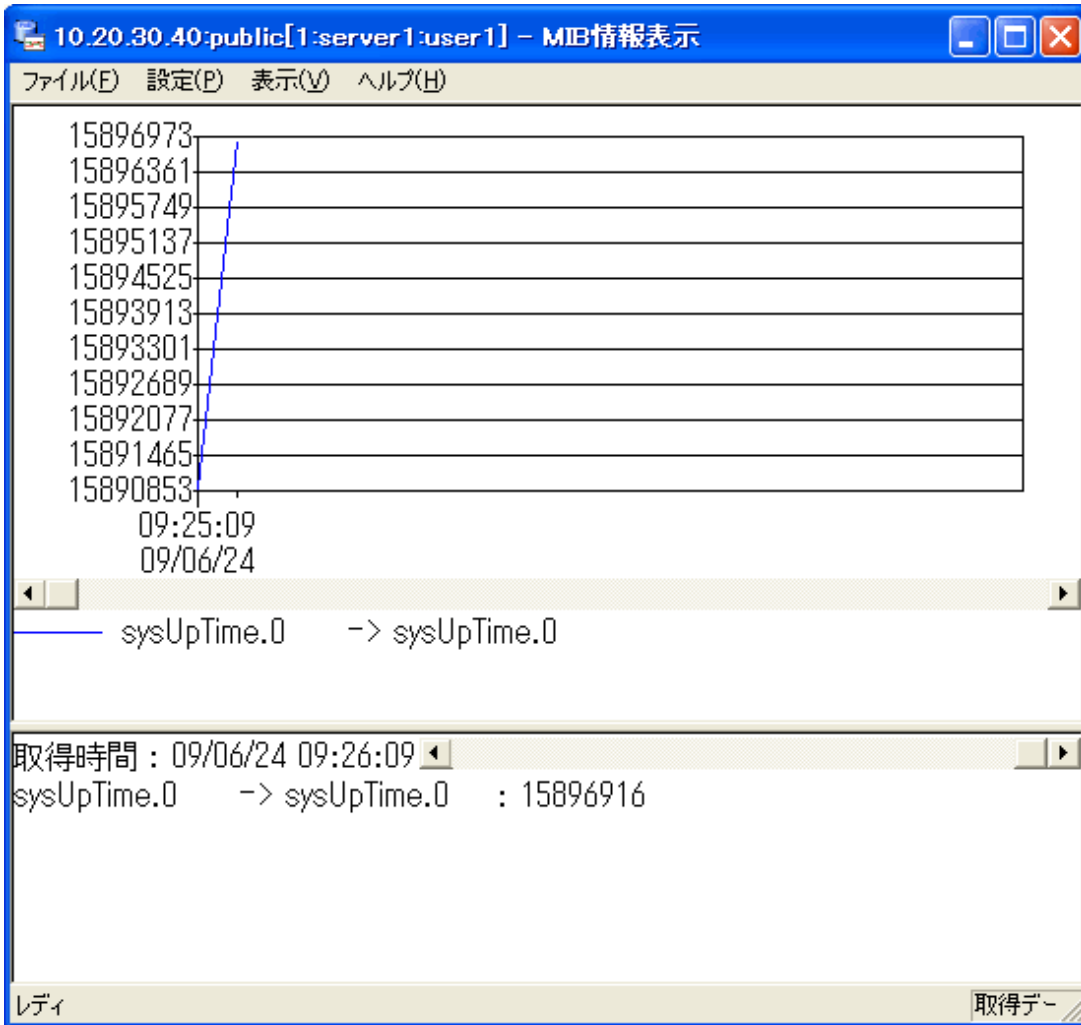 10.20.30.40:public[1:server1:user1] - MIB情報表示
ファイル(F) 設定(P) 表示(V) ヘルプ(H)
15896973
15896361
15895749
15895137
15894525
15893913
15893301
15892689
15892077
15891465
15890853
09:25:09
09/06/24
sysUpTime.0 -> sysUpTime.0
取得時間：09/06/24 09:26:09
sysUpTime.0 -> sysUpTime.0 : 15896916
レディ 取得デー